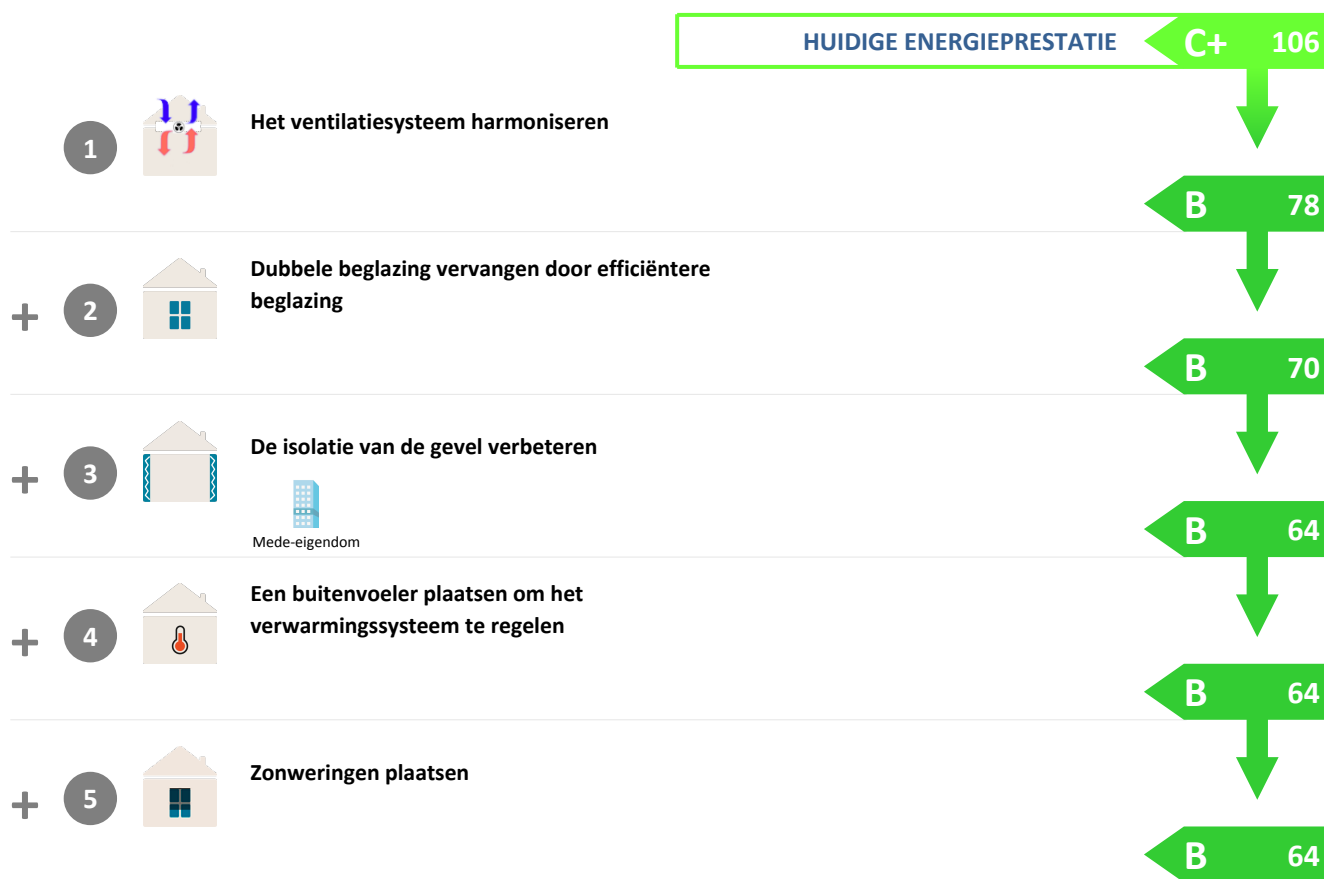 HUIDIGE ENERGIEPRESTATIE C+ 106
1 Het ventilatiesysteem harmoniseren
B 78
+ 2 Dubbele beglazing vervangen door efficiëntere
beglazing
B 70
+ 3 De isolatie van de gevel verbeteren
Mede-eigendom
B 64
+ 4 Een buitenvoeler plaatsen om het
verwarmingssysteem te regelen
B 64
+ 5 Zonweringen plaatsen
B 64